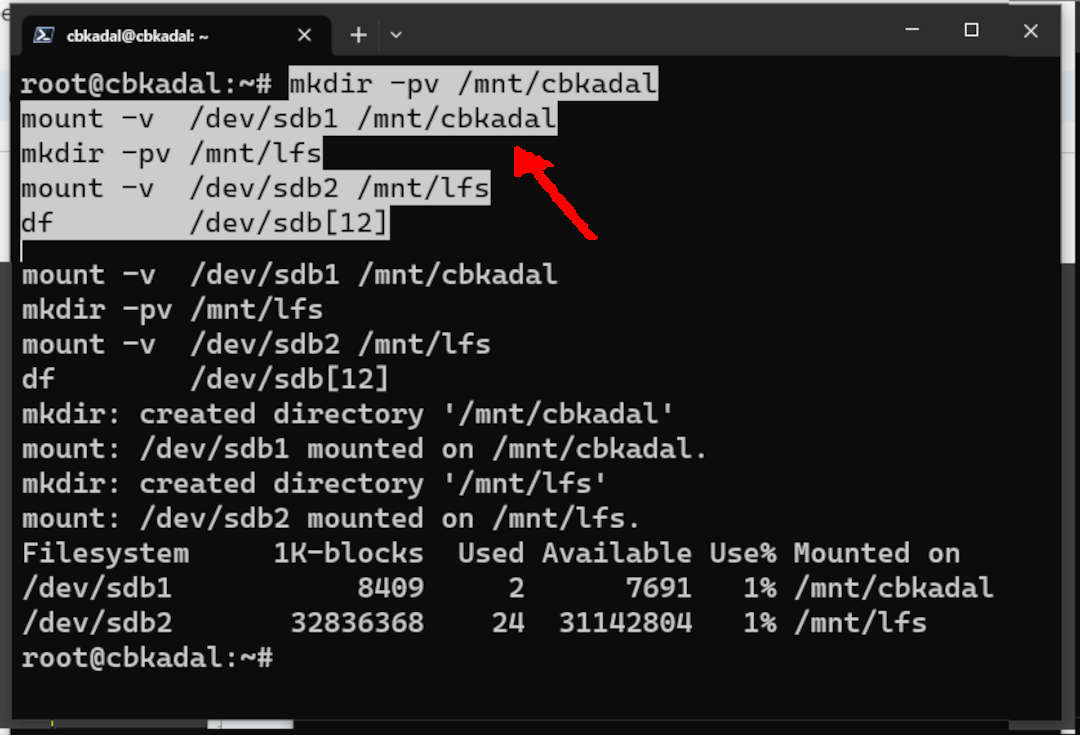 cbkadal@cbkadal: ~
root@cbkadal:~# mkdir -pv /mnt/cbkadal
mount -v  /dev/sdb1 /mnt/cbkadal
mkdir -pv /mnt/lfs
mount -v  /dev/sdb2 /mnt/lfs
df        /dev/sdb[12]
mount -v  /dev/sdb1 /mnt/cbkadal
mkdir -pv /mnt/lfs
mount -v  /dev/sdb2 /mnt/lfs
df        /dev/sdb[12]
mkdir: created directory '/mnt/cbkadal'
mount: /dev/sdb1 mounted on /mnt/cbkadal.
mkdir: created directory '/mnt/lfs'
mount: /dev/sdb2 mounted on /mnt/lfs.
Filesystem     1K-blocks  Used Available Use% Mounted on
/dev/sdb1           8409     2      7691   1% /mnt/cbkadal
/dev/sdb2       32836368    24  31142804   1% /mnt/lfs
root@cbkadal:~#